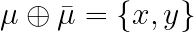 μ ⊕ μ̄ = {x, y}